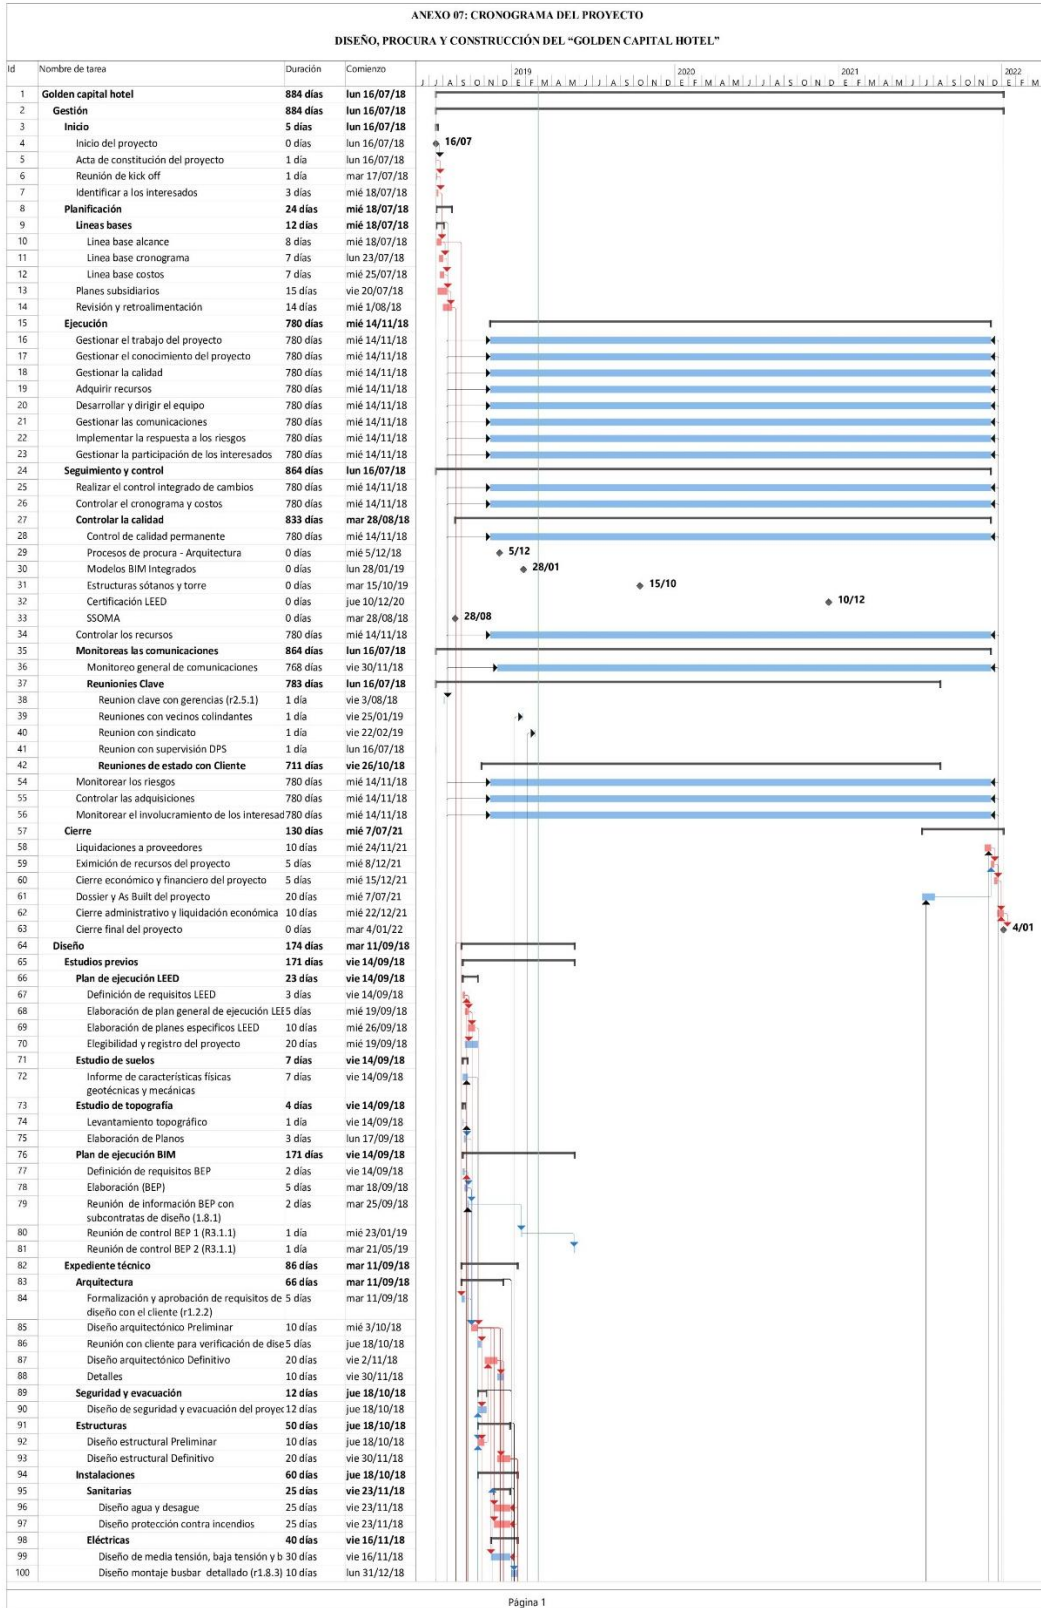 ANEXO 07: CRONOGRAMA DEL PROYECTO
DISEÑO, PROCURA Y CONSTRUCCIÓN DEL “GOLDEN CAPITAL HOTEL”
Id Nombre de tarea Duración Comienzo 2019 2020 2021 2022
J J A S O N D E F M A M J J A S O N D E F M A M J J A S O N D E F M A M J J A S O N D E F M
1 Golden capital hotel 884 días lun 16/07/18
2 Gestión 884 días lun 16/07/18
3 Inicio 5 días lun 16/07/18
4 Inicio del proyecto 0 días lun 16/07/18 16/07
5 Acta de constitución del proyecto 1 día lun 16/07/18
6 Reunión de kick off 1 día mar 17/07/18
7 Identificar a los interesados 3 días mié 18/07/18
8 Planificación 24 días mié 18/07/18
9 Lineas bases 12 días mié 18/07/18
10 Linea base alcance 8 días mié 18/07/18
11 Linea base cronograma 7 días lun 23/07/18
12 Linea base costos 7 días mié 25/07/18
13 Planes subsidiarios 15 días vie 20/07/18
14 Revisión y retroalimentación 14 días mié 1/08/18
15 Ejecución 780 días mié 14/11/18
16 Gestionar el trabajo del proyecto 780 días mié 14/11/18
17 Gestionar el conocimiento del proyecto 780 días mié 14/11/18
18 Gestionar la calidad 780 días mié 14/11/18
19 Adquirir recursos 780 días mié 14/11/18
20 Desarrollar y dirigir el equipo 780 días mié 14/11/18
21 Gestionar las comunicaciones 780 días mié 14/11/18
22 Implementar la respuesta a los riesgos 780 días mié 14/11/18
23 Gestionar la participación de los interesados 780 días mié 14/11/18
24 Seguimiento y control 864 días lun 16/07/18
25 Realizar el control integrado de cambios 780 días mié 14/11/18
26 Controlar el cronograma y costos 780 días mié 14/11/18
27 Controlar la calidad 833 días mar 28/08/18
28 Control de calidad permanente 780 días mié 14/11/18
29 Procesos de procura - Arquitectura 0 días mié 5/12/18 5/12
30 Modelos BIM Integrados 0 días lun 28/01/19 28/01
31 Estructuras sótanos y torre 0 días mar 15/10/19 15/10
32 Certificación LEED 0 días jue 10/12/20 10/12
33 SSOMA 0 días mar 28/08/18 28/08
34 Controlar los recursos 780 días mié 14/11/18
35 Monitoreas las comunicaciones 864 días lun 16/07/18
36 Monitoreo general de comunicaciones 768 días vie 30/11/18
37 Reunionies Clave 783 días lun 16/07/18
38 Reunion clave con gerencias (r2.5.1) 1 día vie 3/08/18
39 Reuniones con vecinos colindantes 1 día vie 25/01/19
40 Reunion con sindicato 1 día vie 22/02/19
41 Reunion con supervisión DPS 1 día lun 16/07/18
42 Reuniones de estado con Cliente 711 días vie 26/10/18
54 Monitorear los riesgos 780 días mié 14/11/18
55 Controlar las adquisiciones 780 días mié 14/11/18
56 Monitorear el involucramiento de los interesad 780 días mié 14/11/18
57 Cierre 130 días mié 7/07/21
58 Liquidaciones a proveedores 10 días mié 24/11/21
59 Eximición de recursos del proyecto 5 días mié 8/12/21
60 Cierre económico y financiero del proyecto 5 días mié 15/12/21
61 Dossier y As Built del proyecto 20 días mié 7/07/21
62 Cierre administrativo y liquidación económica 10 días mié 22/12/21
63 Cierre final del proyecto 0 días mar 4/01/22 4/01
64 Diseño 174 días mar 11/09/18
65 Estudios previos 171 días vie 14/09/18
66 Plan de ejecución LEED 23 días vie 14/09/18
67 Definición de requisitos LEED 3 días vie 14/09/18
68 Elaboración de plan general de ejecución LEE 5 días mié 19/09/18
69 Elaboración de planes especificos LEED 10 días mié 26/09/18
70 Elegibilidad y registro del proyecto 20 días mié 19/09/18
71 Estudio de suelos 7 días vie 14/09/18
72 Informe de características físicas 7 días vie 14/09/18
geotécnicas y mecánicas
73 Estudio de topografía 4 días vie 14/09/18
74 Levantamiento topográfico 1 día vie 14/09/18
75 Elaboración de Planos 3 días lun 17/09/18
76 Plan de ejecución BIM 171 días vie 14/09/18
77 Definición de requisitos BEP 2 días vie 14/09/18
78 Elaboración (BEP) 5 días mar 18/09/18
79 Reunión de información BEP con 2 días mar 25/09/18
subcontratas de diseño (1.8.1)
80 Reunión de control BEP 1 (R3.1.1) 1 día mié 23/01/19
81 Reunión de control BEP 2 (R3.1.1) 1 día mar 21/05/19
82 Expediente técnico 86 días mar 11/09/18
83 Arquitectura 66 días mar 11/09/18
84 Formalización y aprobación de requisitos de 5 días mar 11/09/18
diseño con el cliente (r1.2.2)
85 Diseño arquitectónico Preliminar 10 días mié 3/10/18
86 Reunión con cliente para verificación de dise 5 días jue 18/10/18
87 Diseño arquitectónico Definitivo 20 días vie 2/11/18
88 Detalles 10 días vie 30/11/18
89 Seguridad y evacuación 12 días jue 18/10/18
90 Diseño de seguridad y evacuación del proyec 12 días jue 18/10/18
91 Estructuras 50 días jue 18/10/18
92 Diseño estructural Preliminar 10 días jue 18/10/18
93 Diseño estructural Definitivo 20 días vie 30/11/18
94 Instalaciones 60 días jue 18/10/18
95 Sanitarias 25 días vie 23/11/18
96 Diseño agua y desague 25 días vie 23/11/18
97 Diseño protección contra incendios 25 días vie 23/11/18
98 Eléctricas 40 días vie 16/11/18
99 Diseño de media tensión, baja tensión y b 30 días vie 16/11/18
100 Diseño montaje busbar detallado (r1.8.3) 10 días lun 31/12/18
Página 1